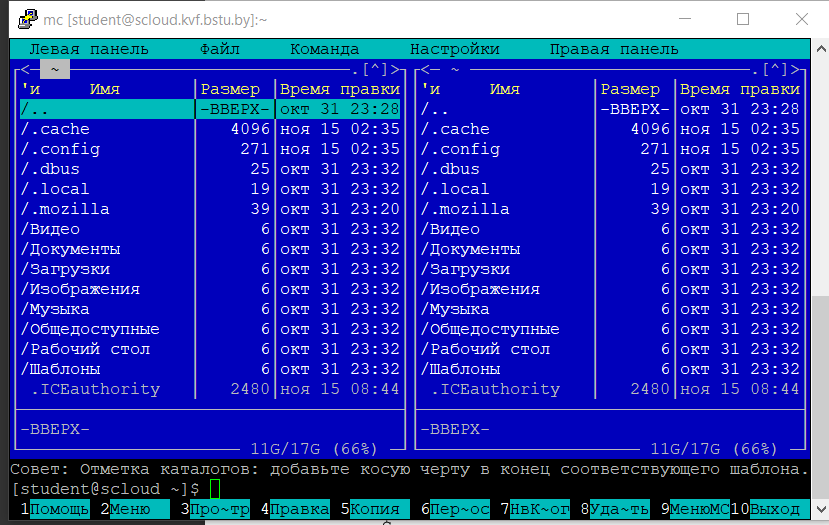 mc [student@scloud.kvf.bstu.by]:~
Левая панель Файл Команда Настройки Правая панель
<─ ~ .[^]> <─ ~ .[^]>
'и Имя Размер Время правки 'и Имя Размер Время правки
/.. -ВВЕРХ- окт 31 23:28 /.. -ВВЕРХ- окт 31 23:28
/.cache 4096 ноя 15 02:35 /.cache 4096 ноя 15 02:35
/.config 271 ноя 15 02:35 /.config 271 ноя 15 02:35
/.dbus 25 окт 31 23:32 /.dbus 25 окт 31 23:32
/.local 19 окт 31 23:32 /.local 19 окт 31 23:32
/.mozilla 39 окт 31 23:20 /.mozilla 39 окт 31 23:20
/Видео 6 окт 31 23:32 /Видео 6 окт 31 23:32
/Документы 6 окт 31 23:32 /Документы 6 окт 31 23:32
/Загрузки 6 окт 31 23:32 /Загрузки 6 окт 31 23:32
/Изображения 6 окт 31 23:32 /Изображения 6 окт 31 23:32
/Музыка 6 окт 31 23:32 /Музыка 6 окт 31 23:32
/Общедоступные 6 окт 31 23:32 /Общедоступные 6 окт 31 23:32
/Рабочий стол 6 окт 31 23:32 /Рабочий стол 6 окт 31 23:32
/Шаблоны 6 окт 31 23:32 /Шаблоны 6 окт 31 23:32
.ICEauthority 2480 ноя 15 08:44 .ICEauthority 2480 ноя 15 08:44
-ВВЕРХ- -ВВЕРХ-
11G/17G (66%) 11G/17G (66%)
Совет: Отметка каталогов: добавьте косую черту в конец соответствующего шаблона.
[student@scloud ~]$
1Помощь 2Меню 3Про~тр 4Правка 5Копия 6Пер~ос 7НвК~ог 8Уда~ть 9МенюMC 10Выход